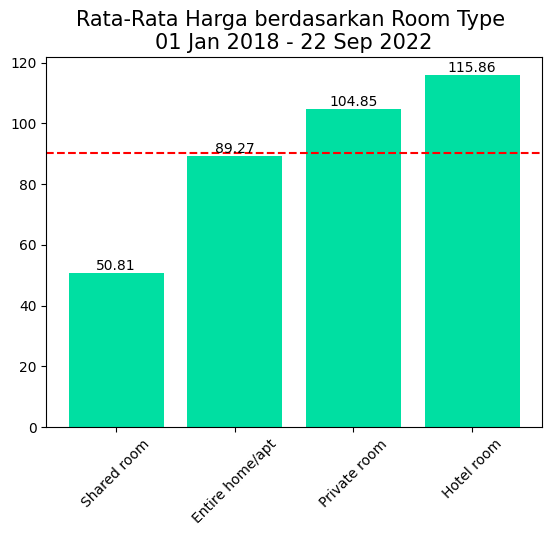 Rata-Rata Harga berdasarkan Room Type
01 Jan 2018 - 22 Sep 2022
120
100
80
60
40
20
0
50.81
89.27
104.85
115.86
Shared room
Entire home/apt
Private room
Hotel room